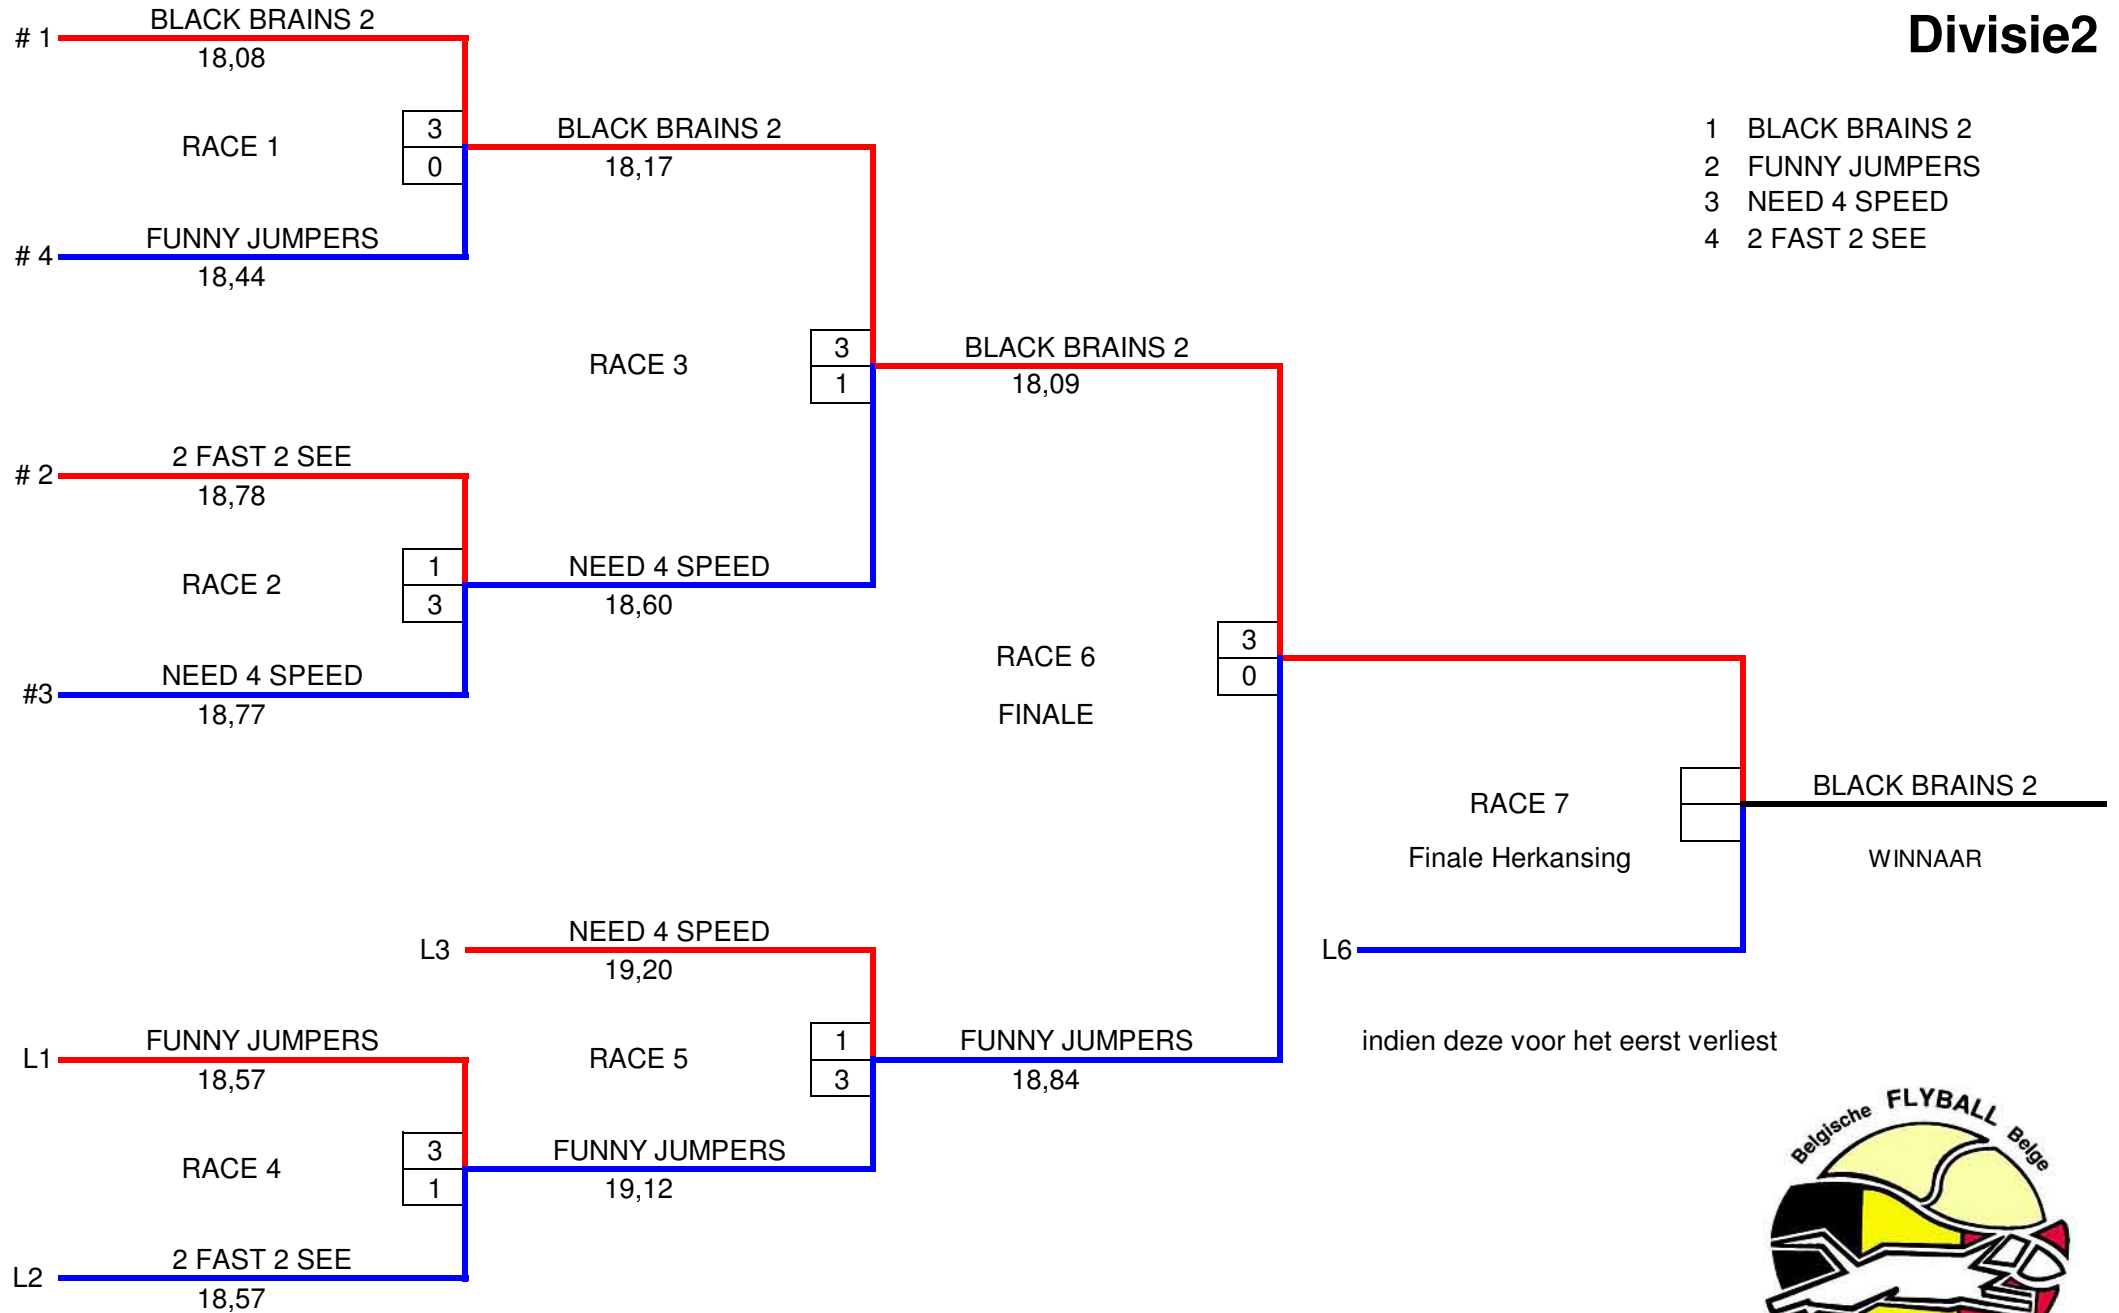 Divisie2
# 1 BLACK BRAINS 2
18,08
RACE 1
3
0
# 4 FUNNY JUMPERS
18,44
BLACK BRAINS 2
18,17
1 BLACK BRAINS 2
2 FUNNY JUMPERS
3 NEED 4 SPEED
4 2 FAST 2 SEE
RACE 3
3
1
BLACK BRAINS 2
18,09
# 2 2 FAST 2 SEE
18,78
RACE 2
1
3
#3 NEED 4 SPEED
18,77
NEED 4 SPEED
18,60
RACE 6
FINALE
3
0
RACE 7
Finale Herkansing
BLACK BRAINS 2
WINNAAR
L3 NEED 4 SPEED
19,20
L6
RACE 5
1
3
FUNNY JUMPERS
18,84
indien deze voor het eerst verliest
L1 FUNNY JUMPERS
18,57
RACE 4
3
1
FUNNY JUMPERS
19,12
L2 2 FAST 2 SEE
18,57
Belgische FLYBALL Belge